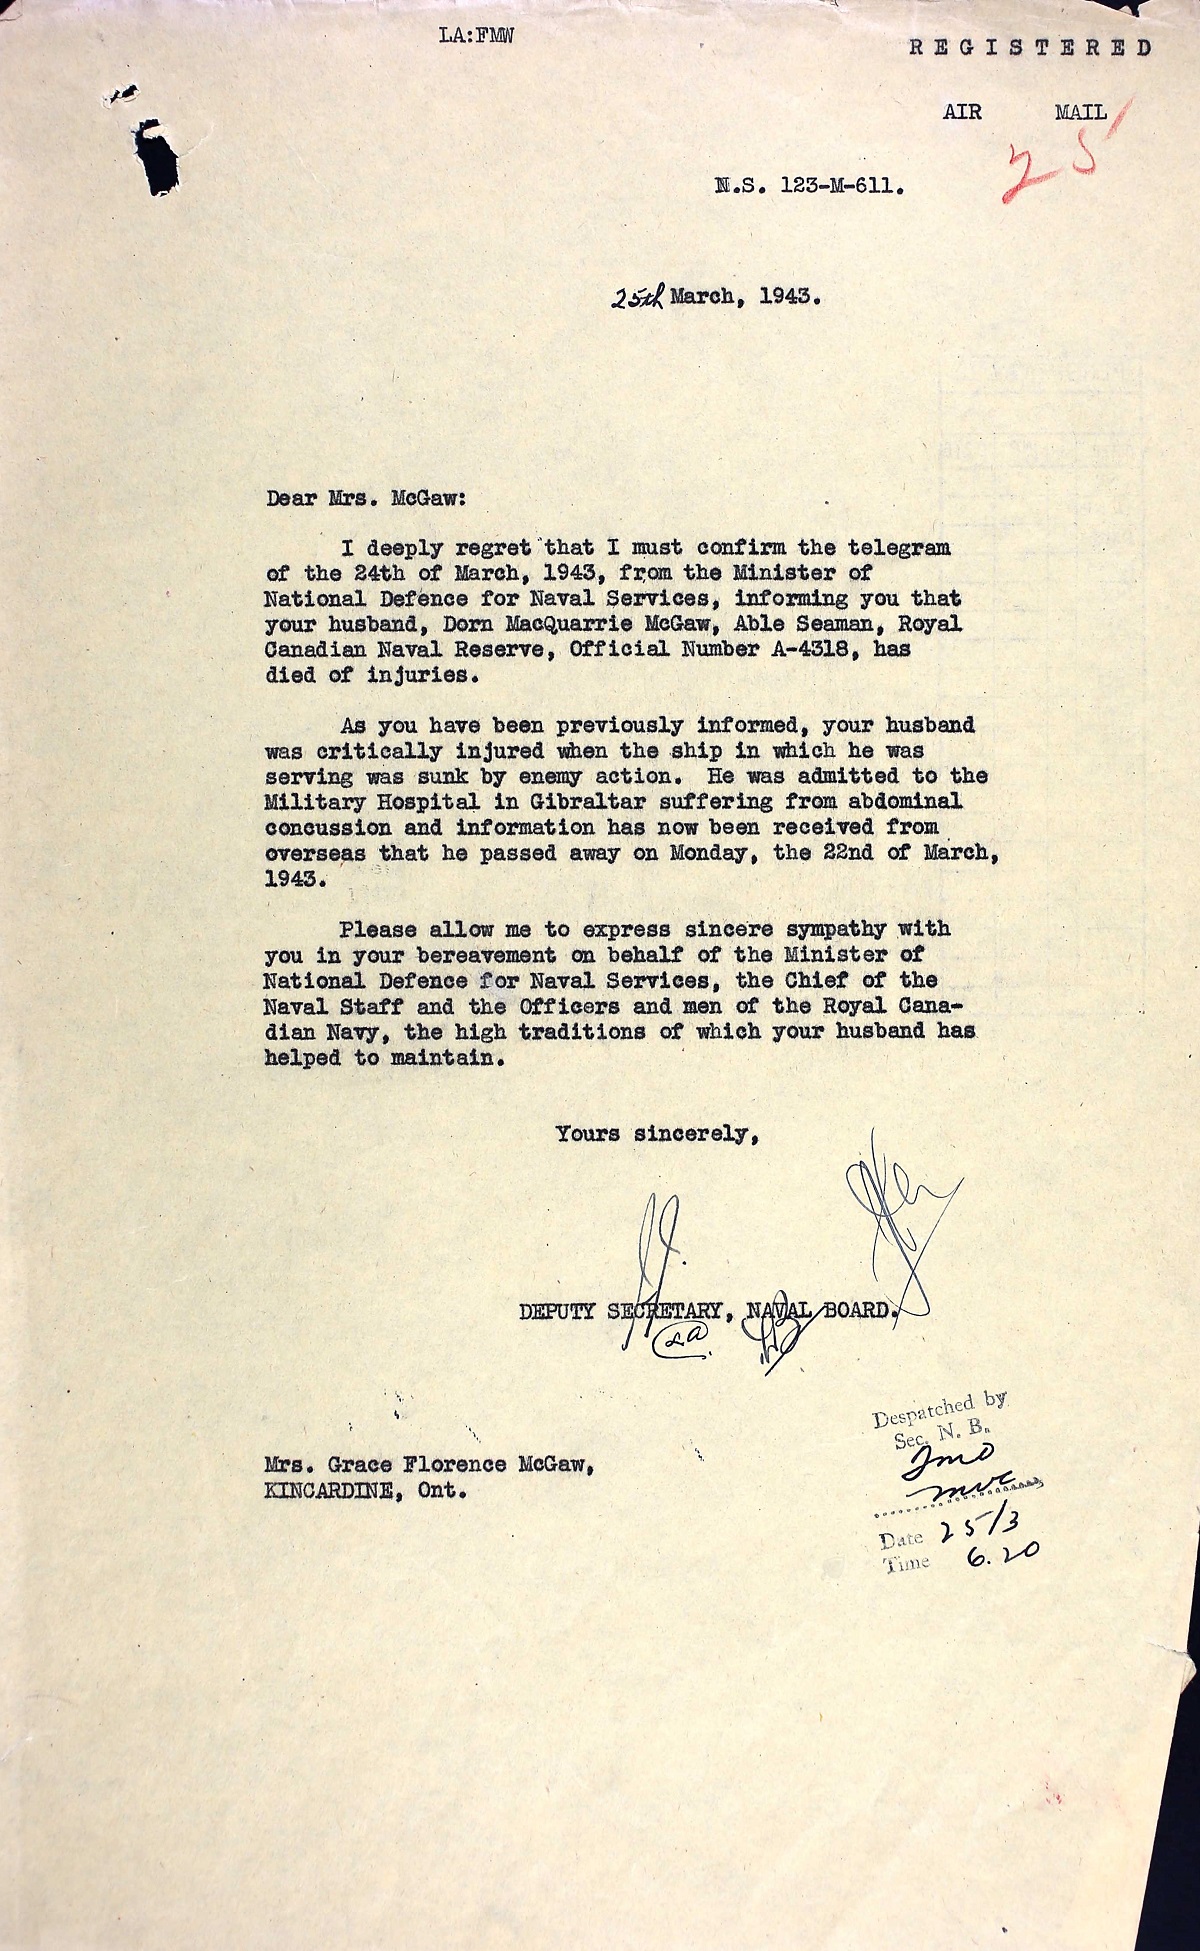 LA:FMW
REGISTERED
AIR MAIL
25
N.S. 123-M-611.
25th March, 1943.
Dear Mrs. McGaw:
I deeply regret that I must confirm the telegram
of the 24th of March, 1943, from the Minister of
National Defence for Naval Services, informing you that
your husband, Dorn MacQuarrie McGaw, Able Seaman, Royal
Canadian Naval Reserve, Official Number A-4318, has
died of injuries.
As you have been previously informed, your husband
was critically injured when the ship in which he was
serving was sunk by enemy action. He was admitted to the
Military Hospital in Gibraltar suffering from abdominal
concussion and information has now been received from
overseas that he passed away on Monday, the 22nd of March,
1943.
Please allow me to express sincere sympathy with
you in your bereavement on behalf of the Minister of
National Defence for Naval Services, the Chief of the
Naval Staff and the Officers and men of the Royal Cana-
dian Navy, the high traditions of which your husband has
helped to maintain.
Yours sincerely,
DEPUTY SECRETARY, NAVAL BOARD.
Mrs. Grace Florence McGaw,
KINCARDINE, Ont.
Despatched by
Sec. N. B.
Date 25/3
Time 6.20